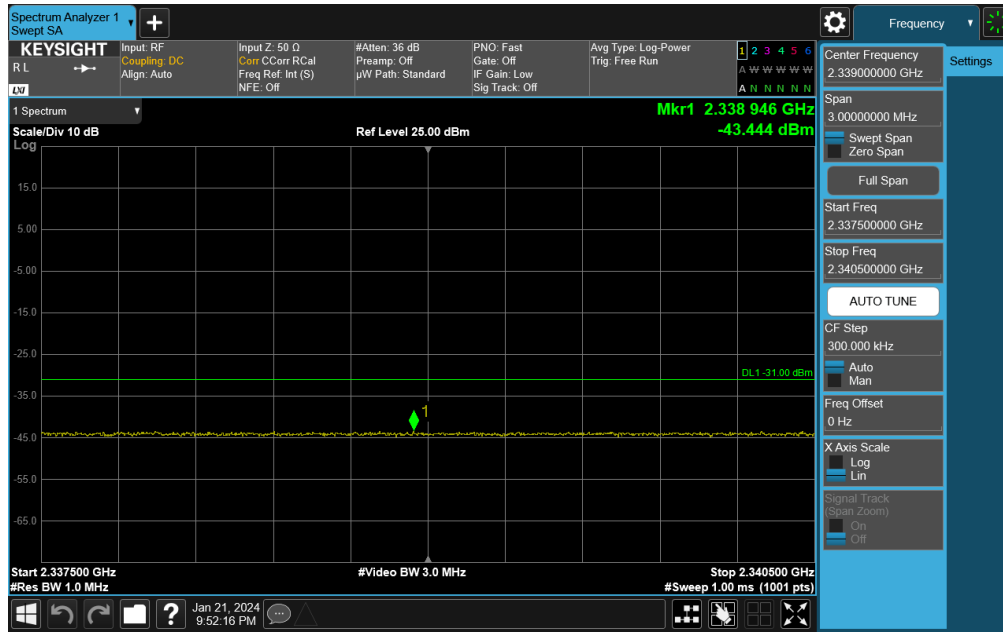 Spectrum Analyzer 1
Swept SA
Frequency
KEYSIGHT
R L
LXI
Input: RF
Coupling: DC
Align: Auto
Input Z: 50 Ω
Corr CCorr RCal
Freq Ref: Int (S)
NFE: Off
#Atten: 36 dB
Preamp: Off
µW Path: Standard
PNO: Fast
Gate: Off
IF Gain: Low
Sig Track: Off
Avg Type: Log-Power
Trig: Free Run
1 2 3 4 5 6
A W W W W W
A N N N N N
1 Spectrum
Mkr1 2.338 946 GHz
-43.444 dBm
Scale/Div 10 dB
Ref Level 25.00 dBm
Log
15.0
5.00
-5.00
-15.0
-25.0
DL1 -31.00 dBm
-35.0
1
-45.0
-55.0
-65.0
Start 2.337500 GHz
#Video BW 3.0 MHz
Stop 2.340500 GHz
#Res BW 1.0 MHz
#Sweep 1.00 ms (1001 pts)
Center Frequency
2.339000000 GHz
Settings
Span
3.00000000 MHz
Swept Span
Zero Span
Full Span
Start Freq
2.337500000 GHz
Stop Freq
2.340500000 GHz
AUTO TUNE
CF Step
300.000 kHz
Auto
Man
Freq Offset
0 Hz
X Axis Scale
Log
Lin
Signal Track
(Span Zoom)
On
Off
?
Jan 21, 2024
9:52:16 PM